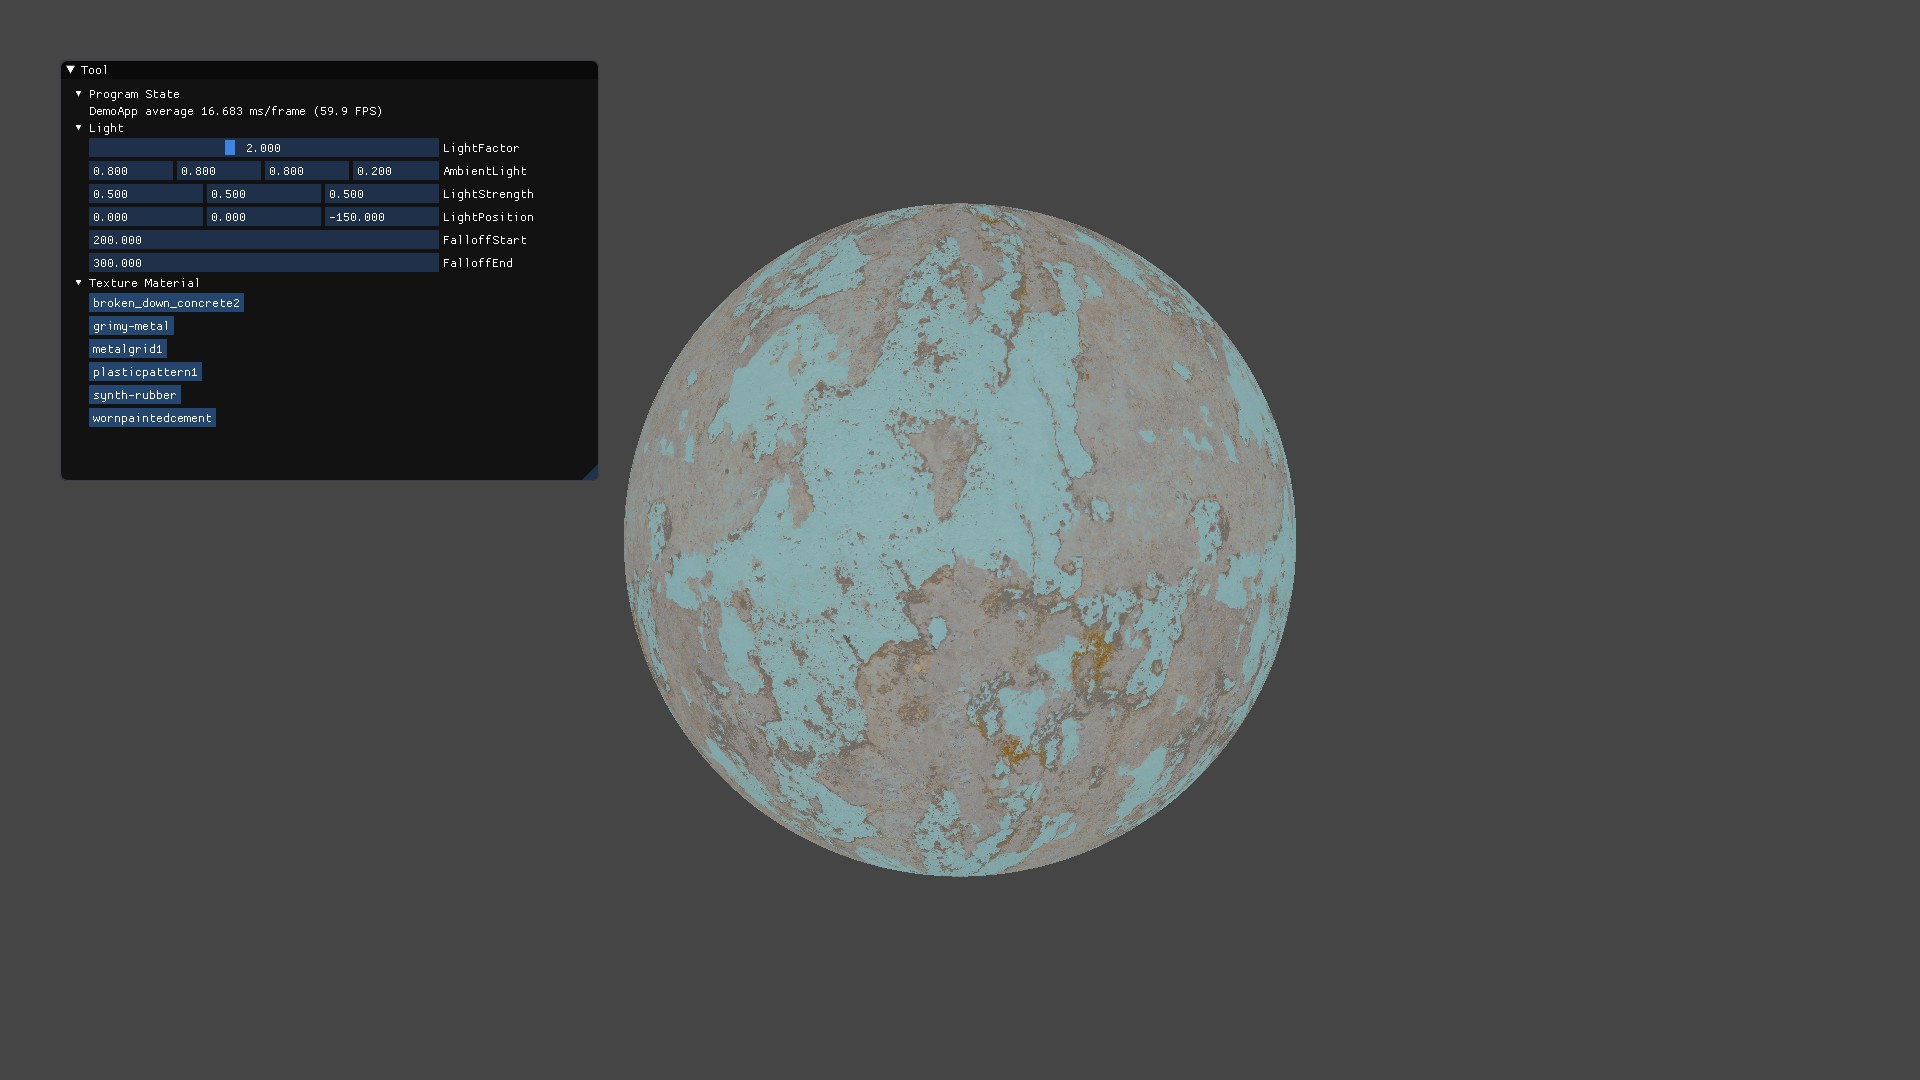 Tool
Program State
DemoApp average 16.683 ms/frame (59.9 FPS)
Light
2.000 LightFactor
0.800 0.800 0.800 0.200 AmbientLight
0.500 0.500 0.500 LightStrength
0.000 0.000 -150.000 LightPosition
200.000 FalloffStart
300.000 FalloffEnd
Texture Material
broken_down_concrete2
grimy-metal
metalgrid1
plasticpattern1
synth-rubber
wornpaintedcement